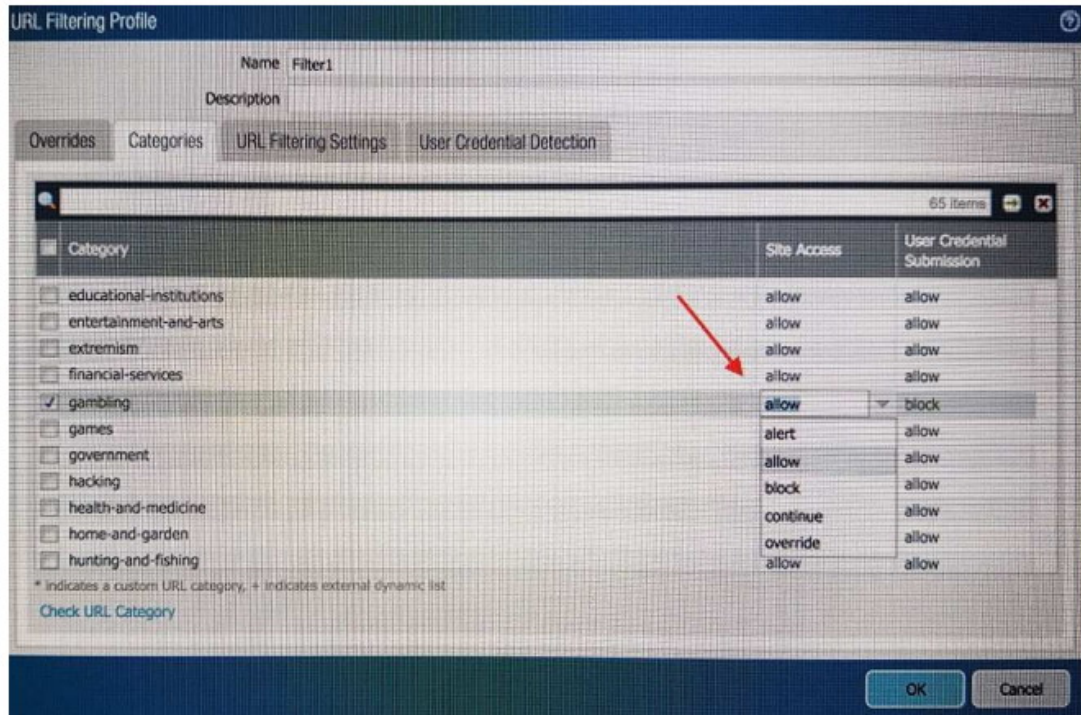 URL Filtering Profile
Name Filter1
Description
Overrides Categories URL Filtering Settings User Credential Detection
65 items
Category Site Access User Credential Submission
educational-institutions allow allow
entertainment-and-arts allow allow
extremism allow allow
financial-services allow allow
gambling allow block
games alert allow
government allow allow
hacking block allow
health-and-medicine continue allow
home-and-garden override allow
hunting-and-fishing allow allow
* indicates a custom URL category, + indicates external dynamic list
Check URL Category
OK Cancel